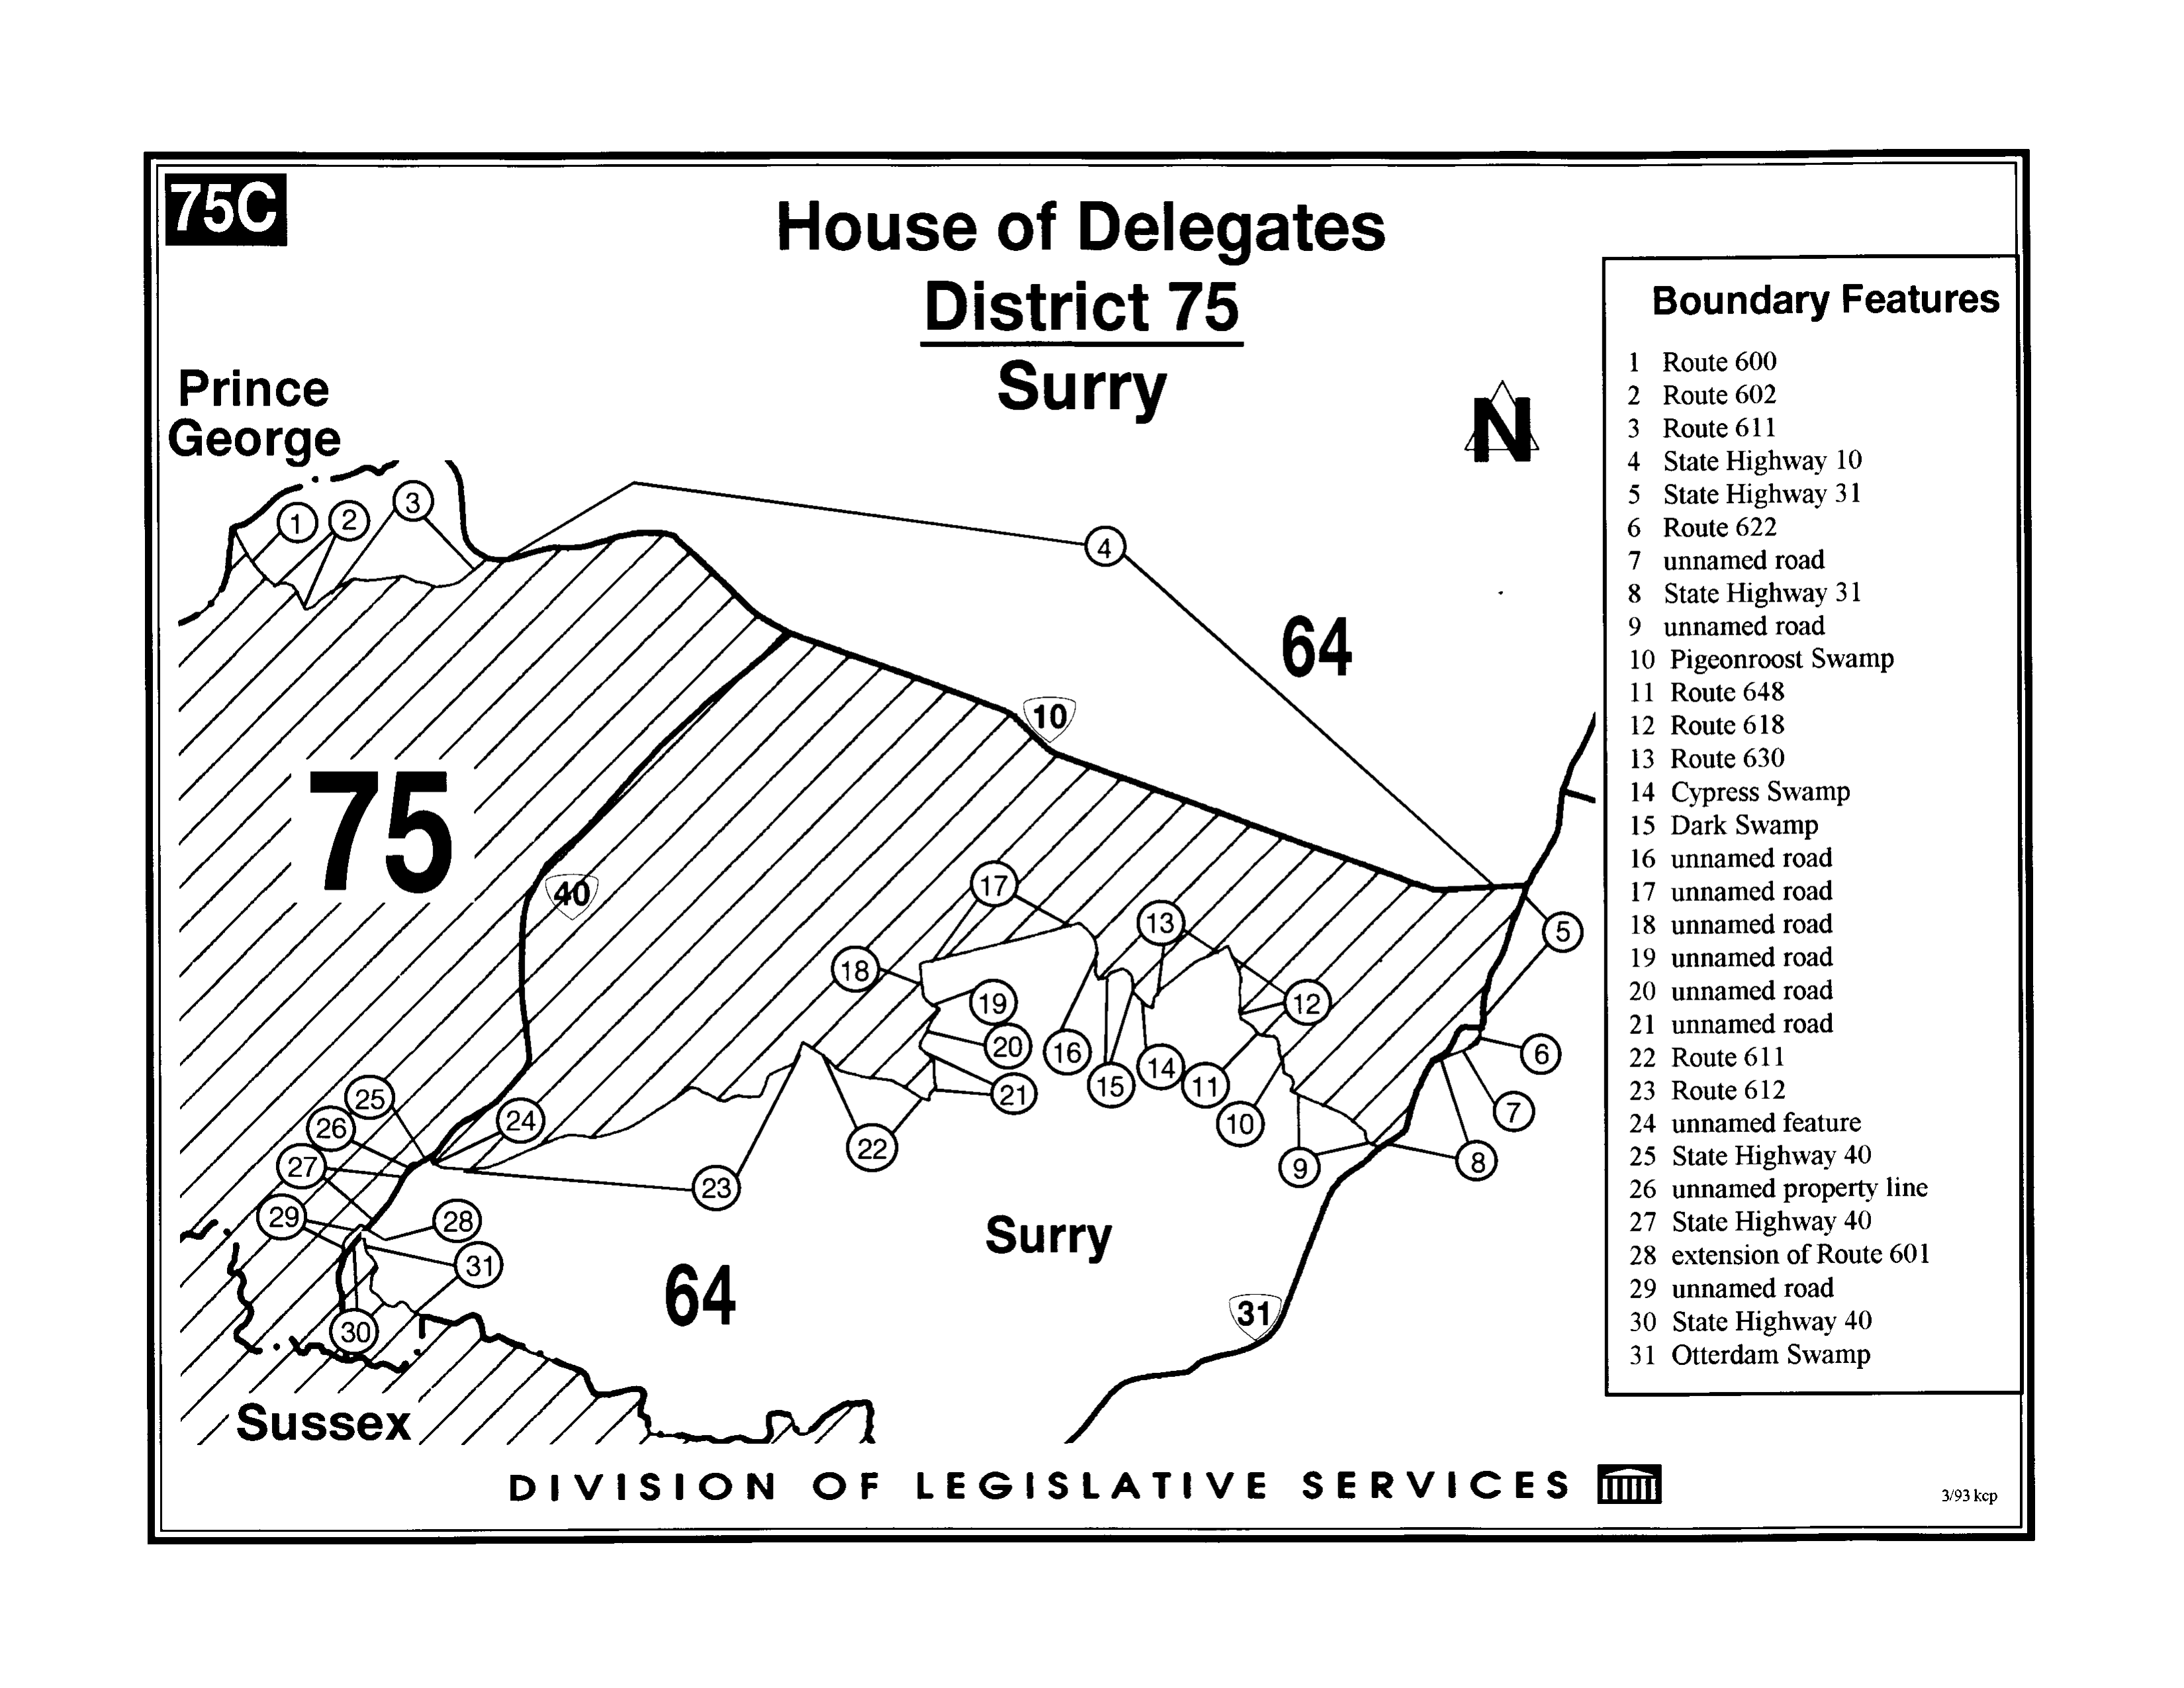 75C
House of Delegates
District 75
Surry
Prince
George
N
1
2
3
4
64
10
75
40
5
17
13
18
19
12
20
16
6
14
15
11
21
7
25
24
10
26
22
27
9
8
23
29
28
Surry
31
64
31
30
Sussex
Boundary Features
1 Route 600
2 Route 602
3 Route 611
4 State Highway 10
5 State Highway 31
6 Route 622
7 unnamed road
8 State Highway 31
9 unnamed road
10 Pigeonroost Swamp
11 Route 648
12 Route 618
13 Route 630
14 Cypress Swamp
15 Dark Swamp
16 unnamed road
17 unnamed road
18 unnamed road
19 unnamed road
20 unnamed road
21 unnamed road
22 Route 611
23 Route 612
24 unnamed feature
25 State Highway 40
26 unnamed property line
27 State Highway 40
28 extension of Route 601
29 unnamed road
30 State Highway 40
31 Otterdam Swamp
DIVISION OF LEGISLATIVE SERVICES
3/93 kcp